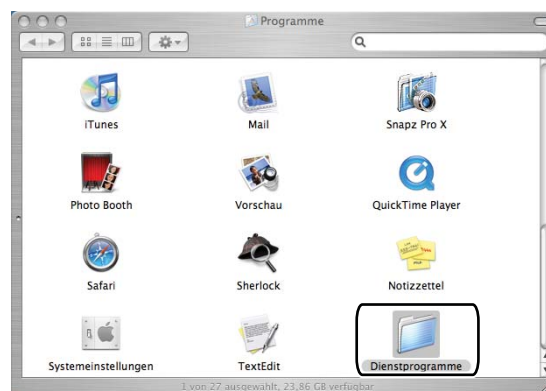 Programme
iTunes
Mail
Snapz Pro X
Photo Booth
Vorschau
QuickTime Player
Safari
Sherlock
Notizzettel
Systemeinstellungen
TextEdit
Dienstprogramme
1 von 27 ausgewählt, 23,86 GB verfügbar